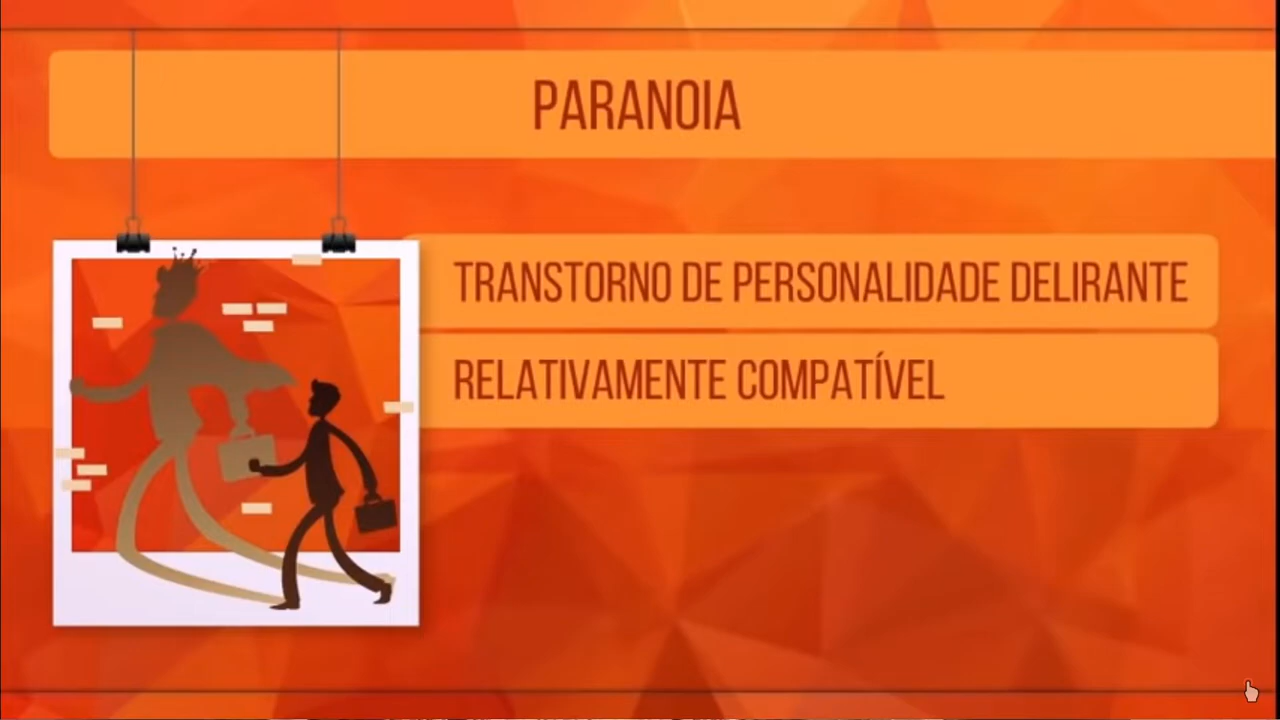 PARANOIA
TRANSTORNO DE PERSONALIDADE DELIRANTE
RELATIVAMENTE COMPATÍVEL